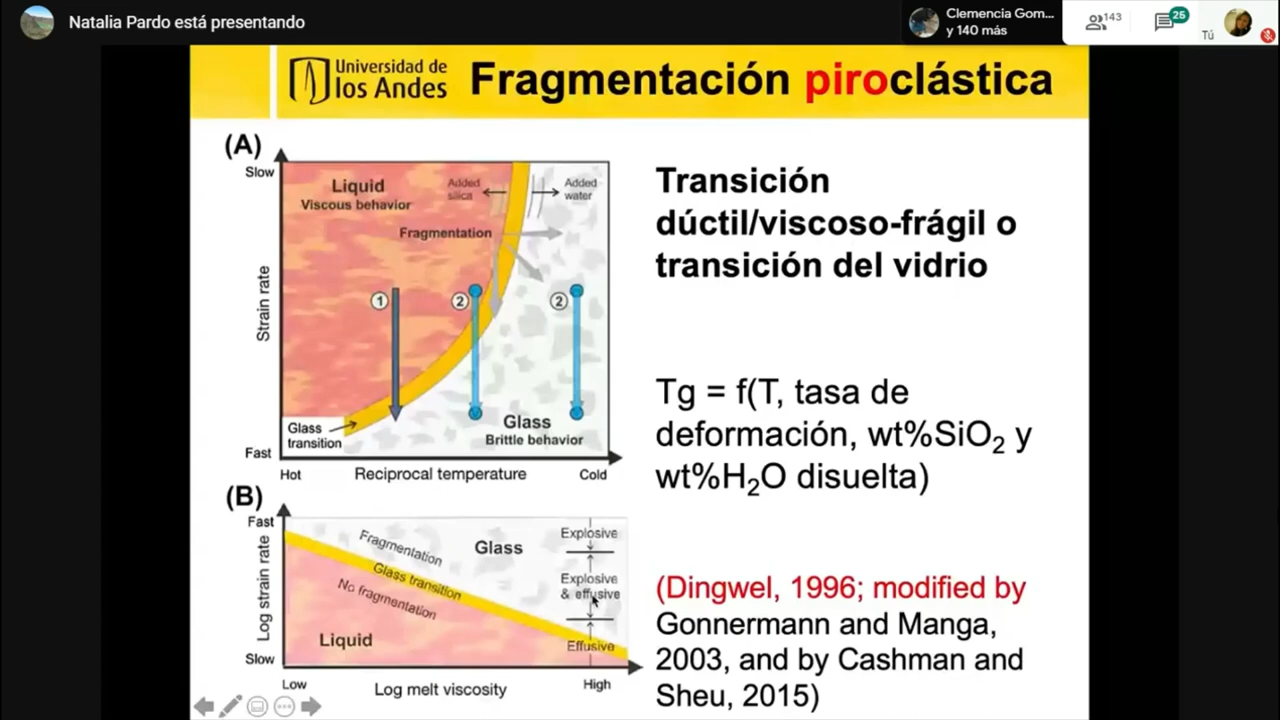 Natalia Pardo está presentando
Clemencia Gom...
y 140 más
143
25
Tú
Universidad de
los Andes
Fragmentación piroclástica
(A)
Slow
Liquid
Viscous behavior
Added
silica
Added
water
Fragmentation
Strain rate
1
2
2
Glass
transition
Glass
Brittle behavior
Fast
Hot
Reciprocal temperature
Cold
Transición
dúctil/viscoso-frágil o
transición del vidrio
Tg = f(T, tasa de
deformación, wt%SiO₂ y
wt%H₂O disuelta)
(B)
Fast
Log strain rate
Slow
Fragmentation
Glass transition
No fragmentation
Glass
Liquid
Explosive
Explosive
& effusive
Effusive
Low
Log melt viscosity
High
(Dingwel, 1996; modified by
Gonnermann and Manga,
2003, and by Cashman and
Sheu, 2015)